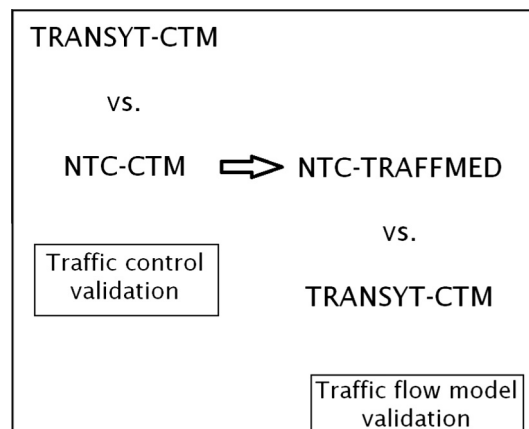 TRANSYT-CTM
vs.
NTC-CTM
NTC-TRAFFMED
vs.
Traffic control
validation
TRANSYT-CTM
Traffic flow model
validation